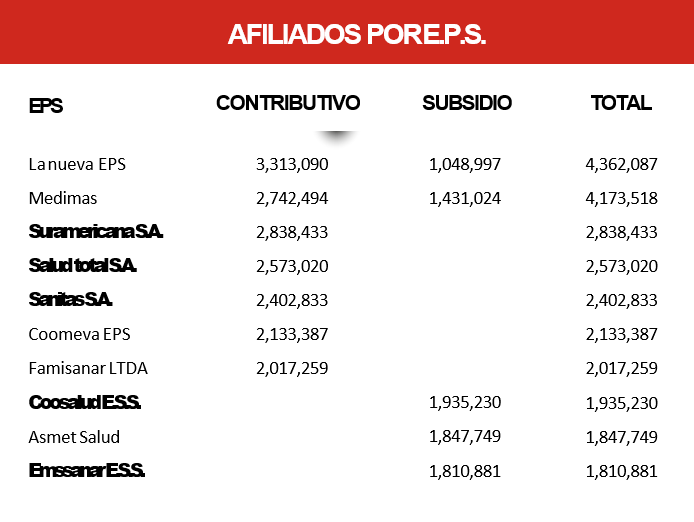 AFILIADOS POR E.P.S.
EPS CONTRIBUTIVO SUBSIDIO TOTAL
La nueva EPS 3,313,090 1,048,997 4,362,087
Medimas 2,742,494 1,431,024 4,173,518
Suramericana S.A. 2,838,433 2,838,433
Salud total S.A. 2,573,020 2,573,020
Sanitas S.A. 2,402,833 2,402,833
Coomeva EPS 2,133,387 2,133,387
Famisanar LTDA 2,017,259 2,017,259
Coosalud E.S.S. 1,935,230 1,935,230
Asmet Salud 1,847,749 1,847,749
Emssanar E.S.S. 1,810,881 1,810,881